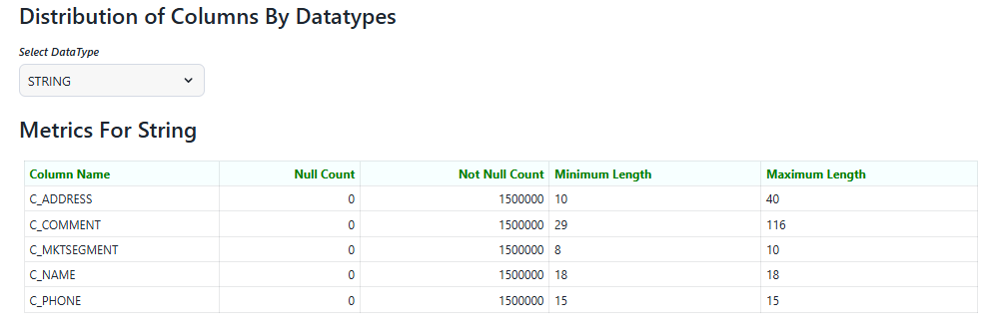 Distribution of Columns By Datatypes
Select DataType
STRING
Metrics For String
Column Name Null Count Not Null Count Minimum Length Maximum Length
C_ADDRESS 0 1500000 10 40
C_COMMENT 0 1500000 29 116
C_MKTSEGMENT 0 1500000 8 10
C_NAME 0 1500000 18 18
C_PHONE 0 1500000 15 15